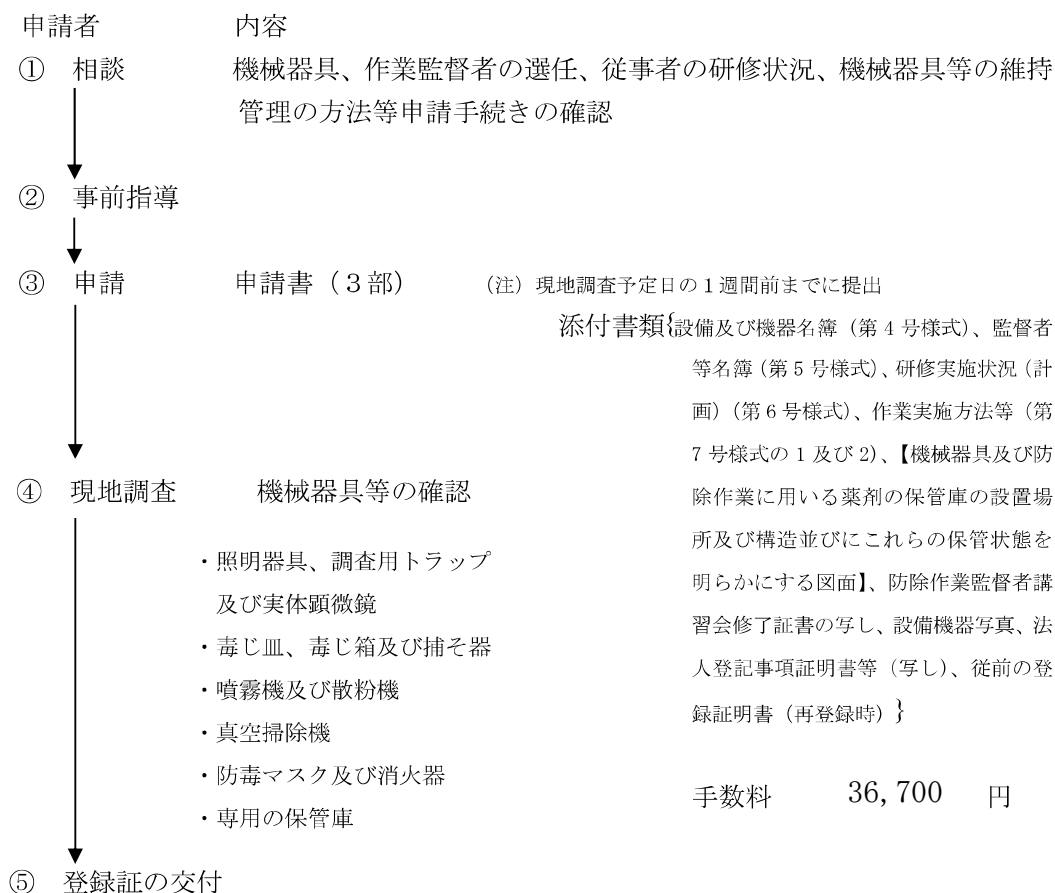 申請者 内容
① 相談 機械器具、作業監督者の選任、従事者の研修状況、機械器具等の維持
管理の方法等申請手続きの確認
② 事前指導
③ 申請 申請書（３部） （注）現地調査予定日の１週間前までに提出
添付書類{設備及び機器名簿（第４号様式）、監督者
等名簿（第５号様式）、研修実施状況（計
画）（第６号様式）、作業実施方法等（第
７号様式の 1 及び 2）、【機械器具及び防
除作業に用いる薬剤の保管庫の設置場
所及び構造並びにこれらの保管状態を
明らかにする図面】、防除作業監督者講
習会修了証書の写し、設備機器写真、法
人登記事項証明書等（写し）、従前の登
録証明書（再登録時）}
手数料 36,700 円
④ 現地調査 機械器具等の確認
・照明器具、調査用トラップ
及び実体顕微鏡
・毒じ皿、毒じ箱及び捕そ器
・噴霧機及び散粉機
・真空掃除機
・防毒マスク及び消火器
・専用の保管庫
⑤ 登録証の交付